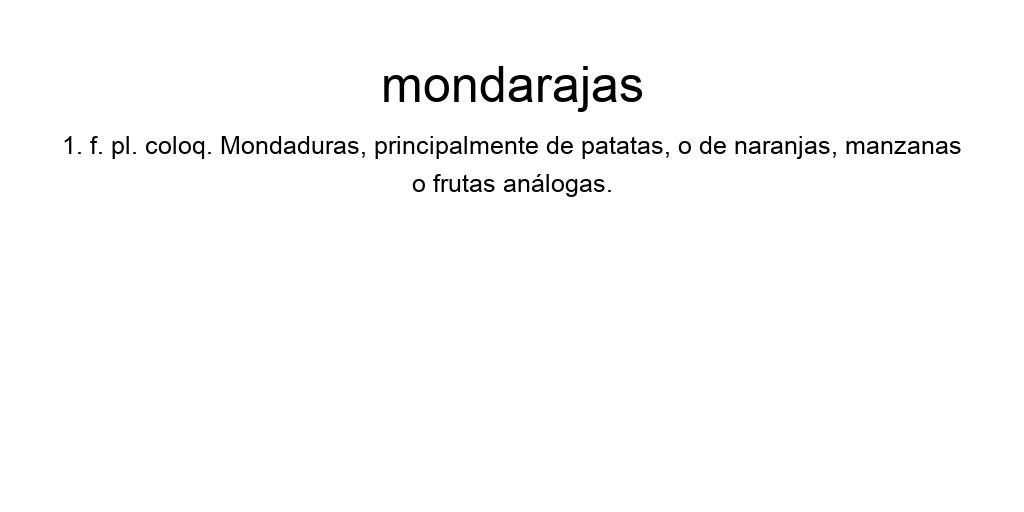 mondarajas
1. f. pl. coloq. Mondaduras, principalmente de patatas, o de naranjas, manzanas
o frutas análogas.